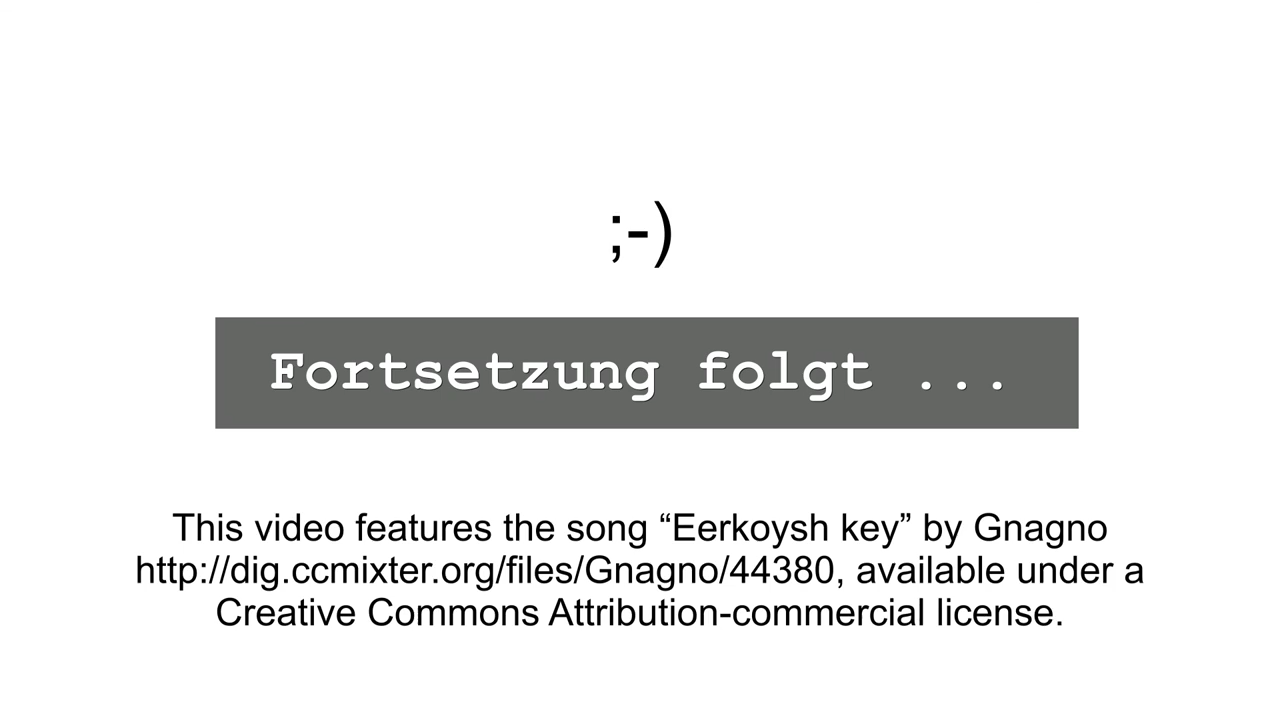 ;-)
Fortsetzung folgt ...
This video features the song “Eerkoysh key” by Gnagno
http://dig.ccmixter.org/files/Gnagno/44380, available under a
Creative Commons Attribution-commercial license.